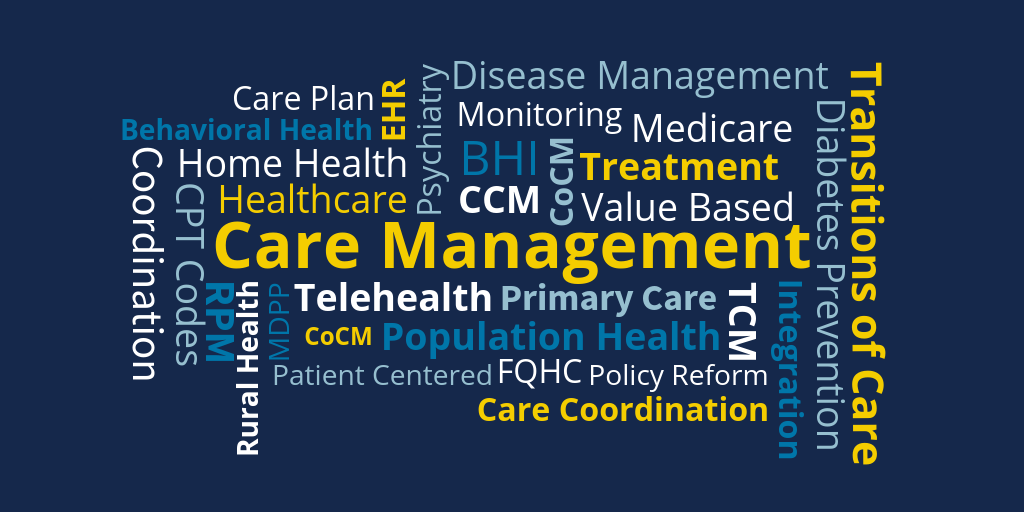 Disease Management
Care Plan
EHR
Psychiatry
Monitoring
Medicare
Transitions of Care
Behavioral Health
Diabetes Prevention
Home Health
BHI
CoCM
Treatment
Coordination
CPT Codes
Healthcare
CCM
Value Based
Care Management
RPM
Rural Health
MDPP
Telehealth
Primary Care
TCM
Integration
CoCM
Population Health
Patient Centered
FQHC
Policy Reform
Care Coordination